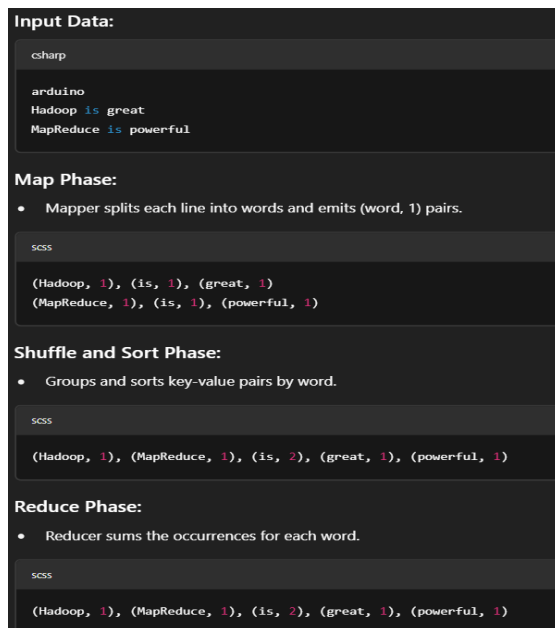 Input Data:
csharp
arduino
Hadoop is great
MapReduce is powerful
Map Phase:
• Mapper splits each line into words and emits (word, 1) pairs.
scss
(Hadoop, 1), (is, 1), (great, 1)
(MapReduce, 1), (is, 1), (powerful, 1)
Shuffle and Sort Phase:
• Groups and sorts key-value pairs by word.
scss
(Hadoop, 1), (MapReduce, 1), (is, 2), (great, 1), (powerful, 1)
Reduce Phase:
• Reducer sums the occurrences for each word.
scss
(Hadoop, 1), (MapReduce, 1), (is, 2), (great, 1), (powerful, 1)